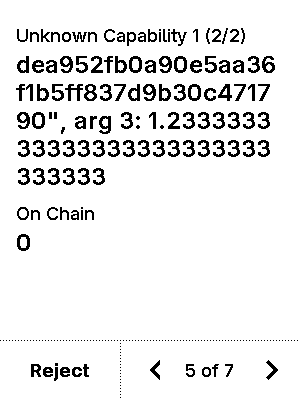 Unknown Capability 1 (2/2)
dea952fb0a90e5aa36
f1b5ff837d9b30c4717
90", arg 3: 1.2333333
3333333333333333333
333333
On Chain
0
Reject
5 of 7